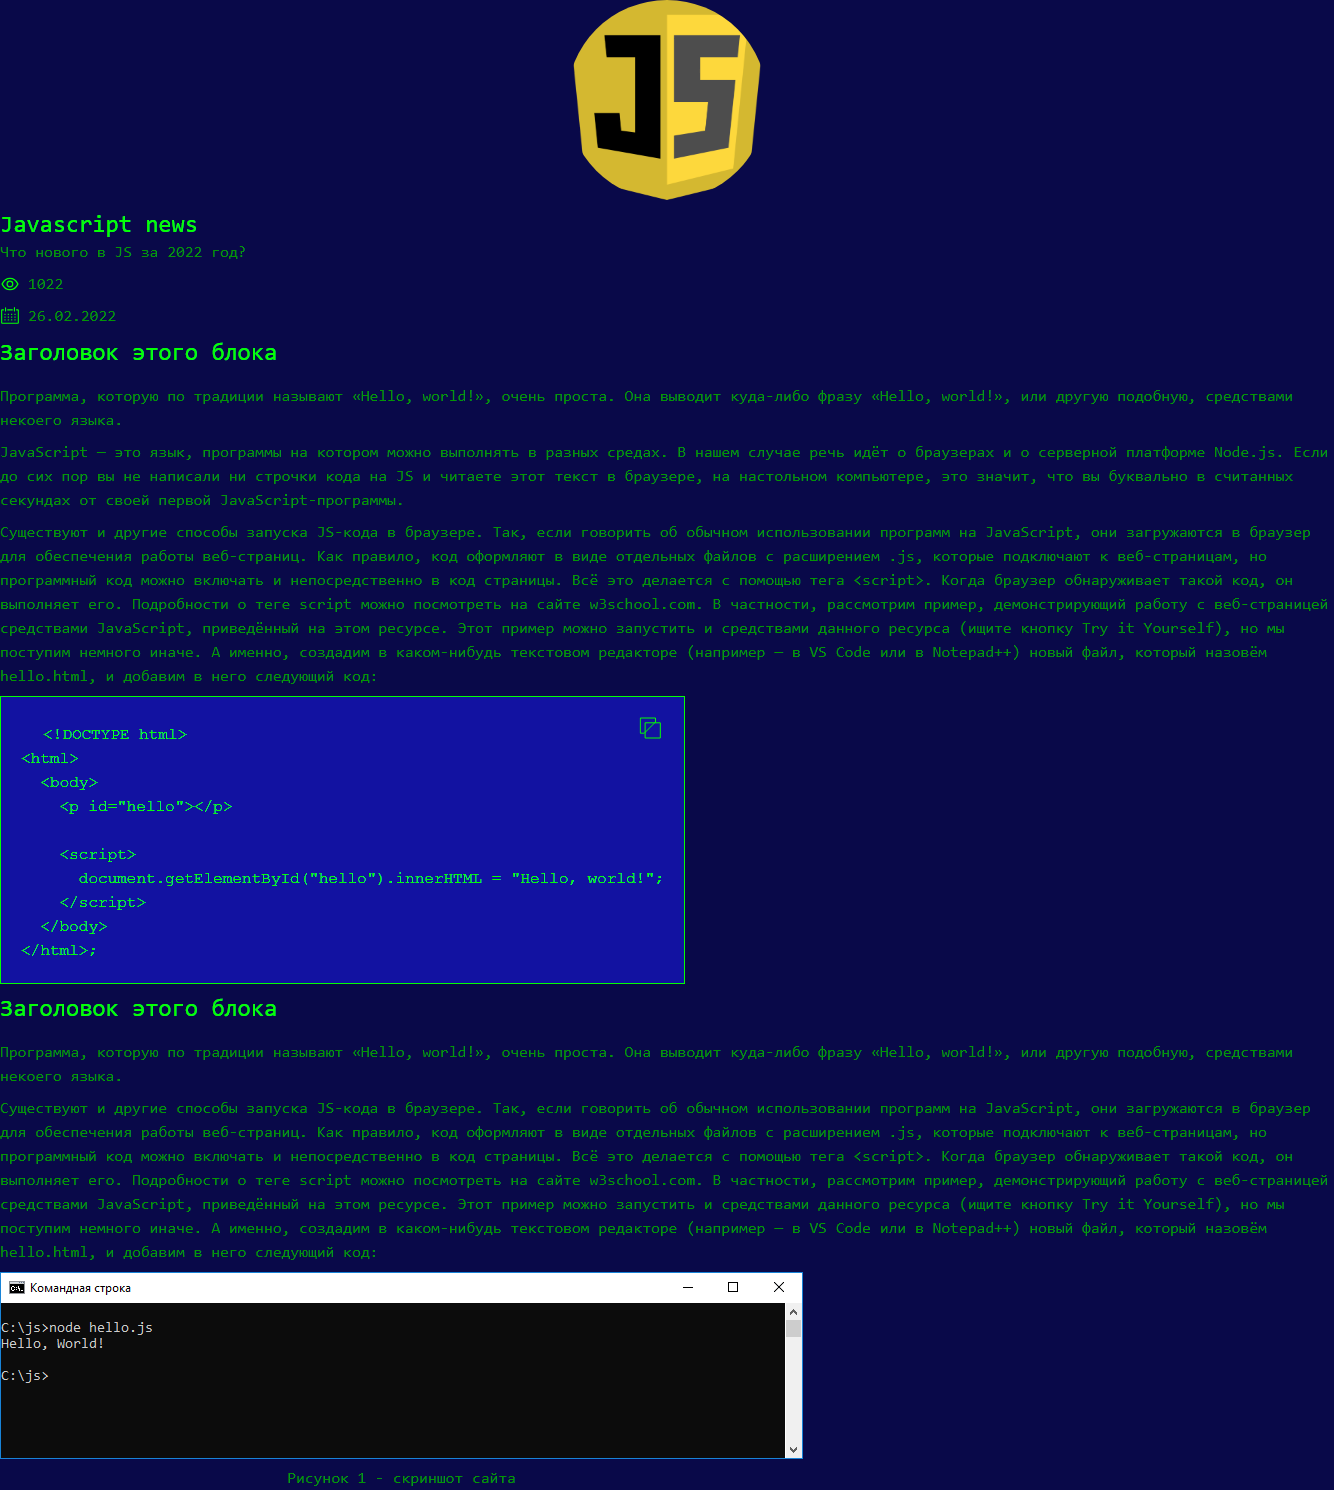 JS
Javascript news
Что нового в JS за 2022 год?
1022
26.02.2022
Заголовок этого блока
Программа, которую по традиции называют «Hello, world!», очень проста. Она выводит куда-либо фразу «Hello, world!», или другую подобную, средствами
некоего языка.
JavaScript — это язык, программы на котором можно выполнять в разных средах. В нашем случае речь идёт о браузерах и о серверной платформе Node.js. Если
до сих пор вы не написали ни строчки кода на JS и читаете этот текст в браузере, на настольном компьютере, это значит, что вы буквально в считанных
секундах от своей первой JavaScript-программы.
Существуют и другие способы запуска JS-кода в браузере. Так, если говорить об обычном использовании программ на JavaScript, они загружаются в браузер
для обеспечения работы веб-страниц. Как правило, код оформляют в виде отдельных файлов с расширением .js, которые подключают к веб-страницам, но
программный код можно включать и непосредственно в код страницы. Всё это делается с помощью тега <script>. Когда браузер обнаруживает такой код, он
выполняет его. Подробности о теге script можно посмотреть на сайте w3school.com. В частности, рассмотрим пример, демонстрирующий работу с веб-страницей
средствами JavaScript, приведённый на этом ресурсе. Этот пример можно запустить и средствами данного ресурса (ищите кнопку Try it Yourself), но мы
поступим немного иначе. А именно, создадим в каком-нибудь текстовом редакторе (например — в VS Code или в Notepad++) новый файл, который назовём
hello.html, и добавим в него следующий код:
<!DOCTYPE html>
<html>
<body>
<p id="hello"></p>
<script>
document.getElementById("hello").innerHTML = "Hello, world!";
</script>
</body>
</html>;
Заголовок этого блока
Программа, которую по традиции называют «Hello, world!», очень проста. Она выводит куда-либо фразу «Hello, world!», или другую подобную, средствами
некоего языка.
Существуют и другие способы запуска JS-кода в браузере. Так, если говорить об обычном использовании программ на JavaScript, они загружаются в браузер
для обеспечения работы веб-страниц. Как правило, код оформляют в виде отдельных файлов с расширением .js, которые подключают к веб-страницам, но
программный код можно включать и непосредственно в код страницы. Всё это делается с помощью тега <script>. Когда браузер обнаруживает такой код, он
выполняет его. Подробности о теге script можно посмотреть на сайте w3school.com. В частности, рассмотрим пример, демонстрирующий работу с веб-страницей
средствами JavaScript, приведённый на этом ресурсе. Этот пример можно запустить и средствами данного ресурса (ищите кнопку Try it Yourself), но мы
поступим немного иначе. А именно, создадим в каком-нибудь текстовом редакторе (например — в VS Code или в Notepad++) новый файл, который назовём
hello.html, и добавим в него следующий код:
C:\. Командная строка
C:\js>node hello.js
Hello, World!
C:\js>
Рисунок 1 - скриншот сайта